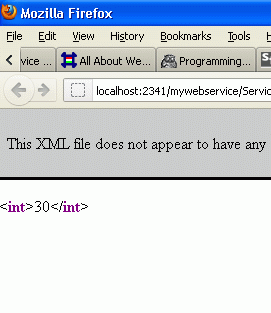 Mozilla Firefox
File Edit View History Bookmarks Tools
vice ... All About We... Programming...
localhost:2341/mywebservice/Servic
This XML file does not appear to have any
<int>30</int>